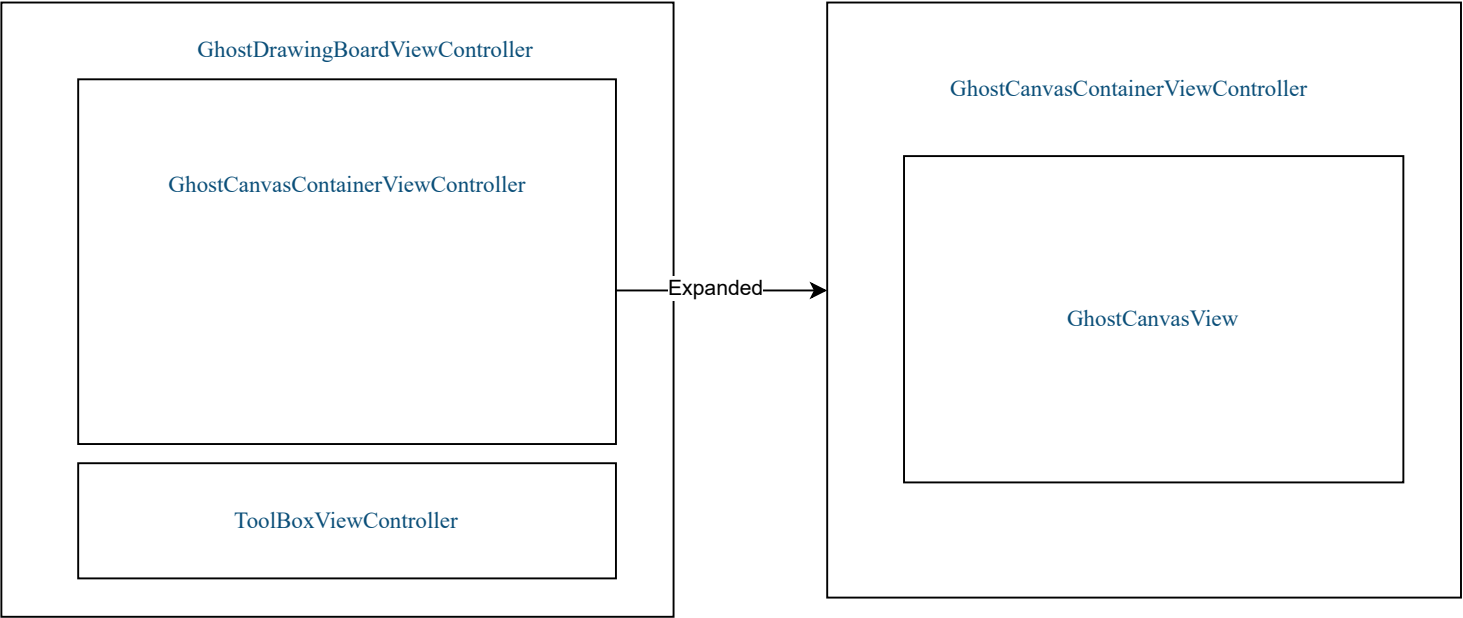 GhostDrawingBoardViewController
GhostCanvasContainerViewController
ToolBoxViewController
Expanded
GhostCanvasContainerViewController
GhostCanvasView